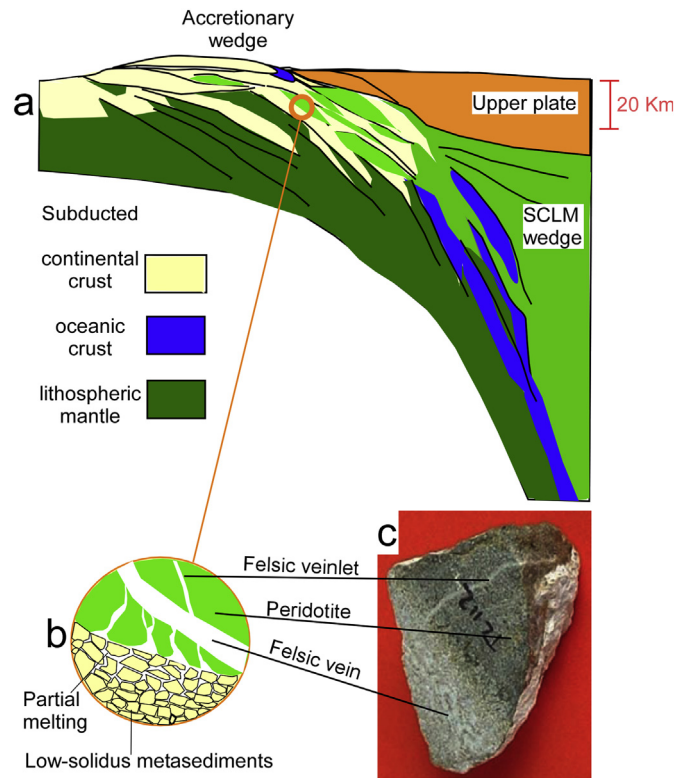 Accretionary
wedge
a
Upper plate
20 Km
Subducted
SCLM
wedge
continental
crust
oceanic
crust
lithospheric
mantle
c
Felsic veinlet
Peridotite
b
Felsic vein
Partial
melting
Low-solidus metasediments